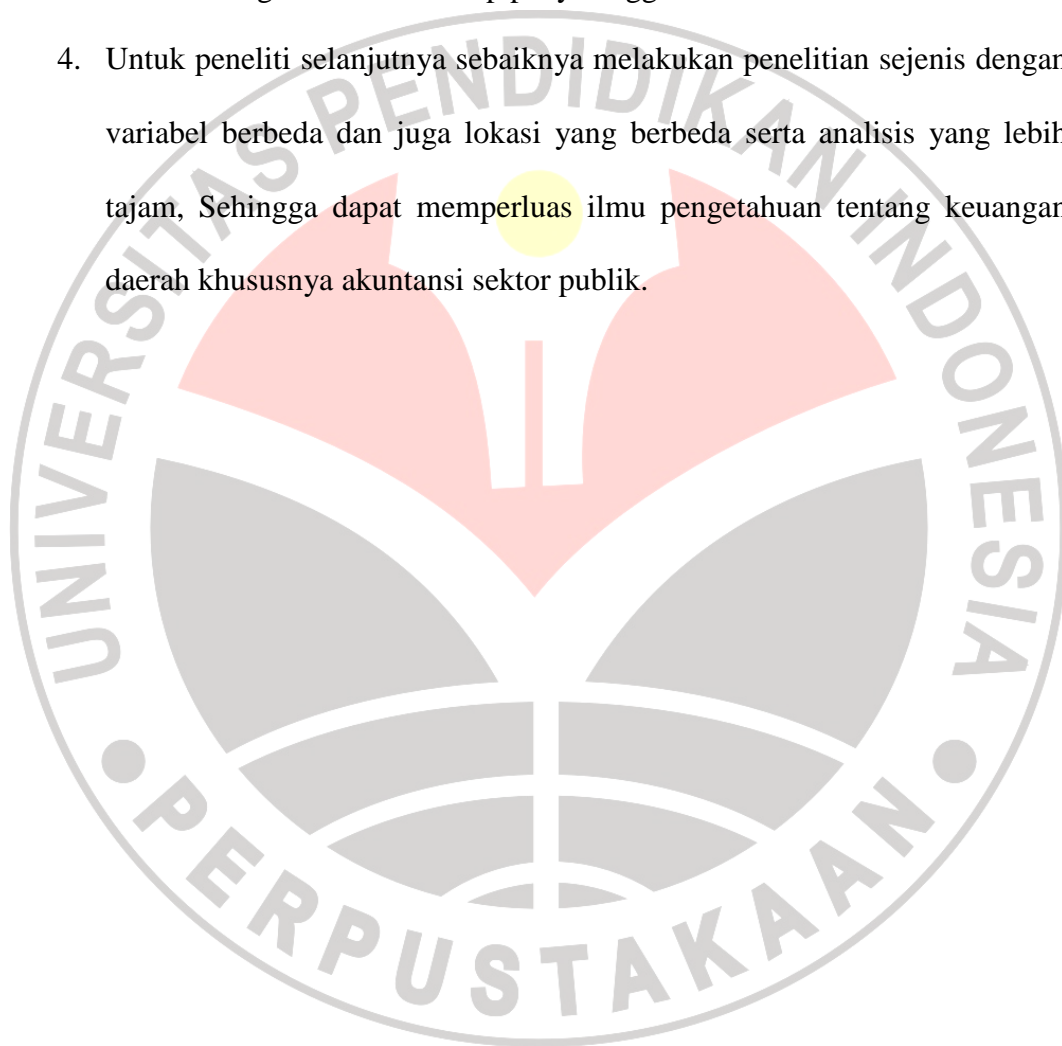 4. Untuk peneliti selanjutnya sebaiknya melakukan penelitian sejenis dengan
variabel berbeda dan juga lokasi yang berbeda serta analisis yang lebih
tajam, Sehingga dapat memperluas ilmu pengetahuan tentang keuangan
daerah khususnya akuntansi sektor publik.
UNIVERSITAS PENDIDIKAN INDONESIA
PERPUSTAKAAN